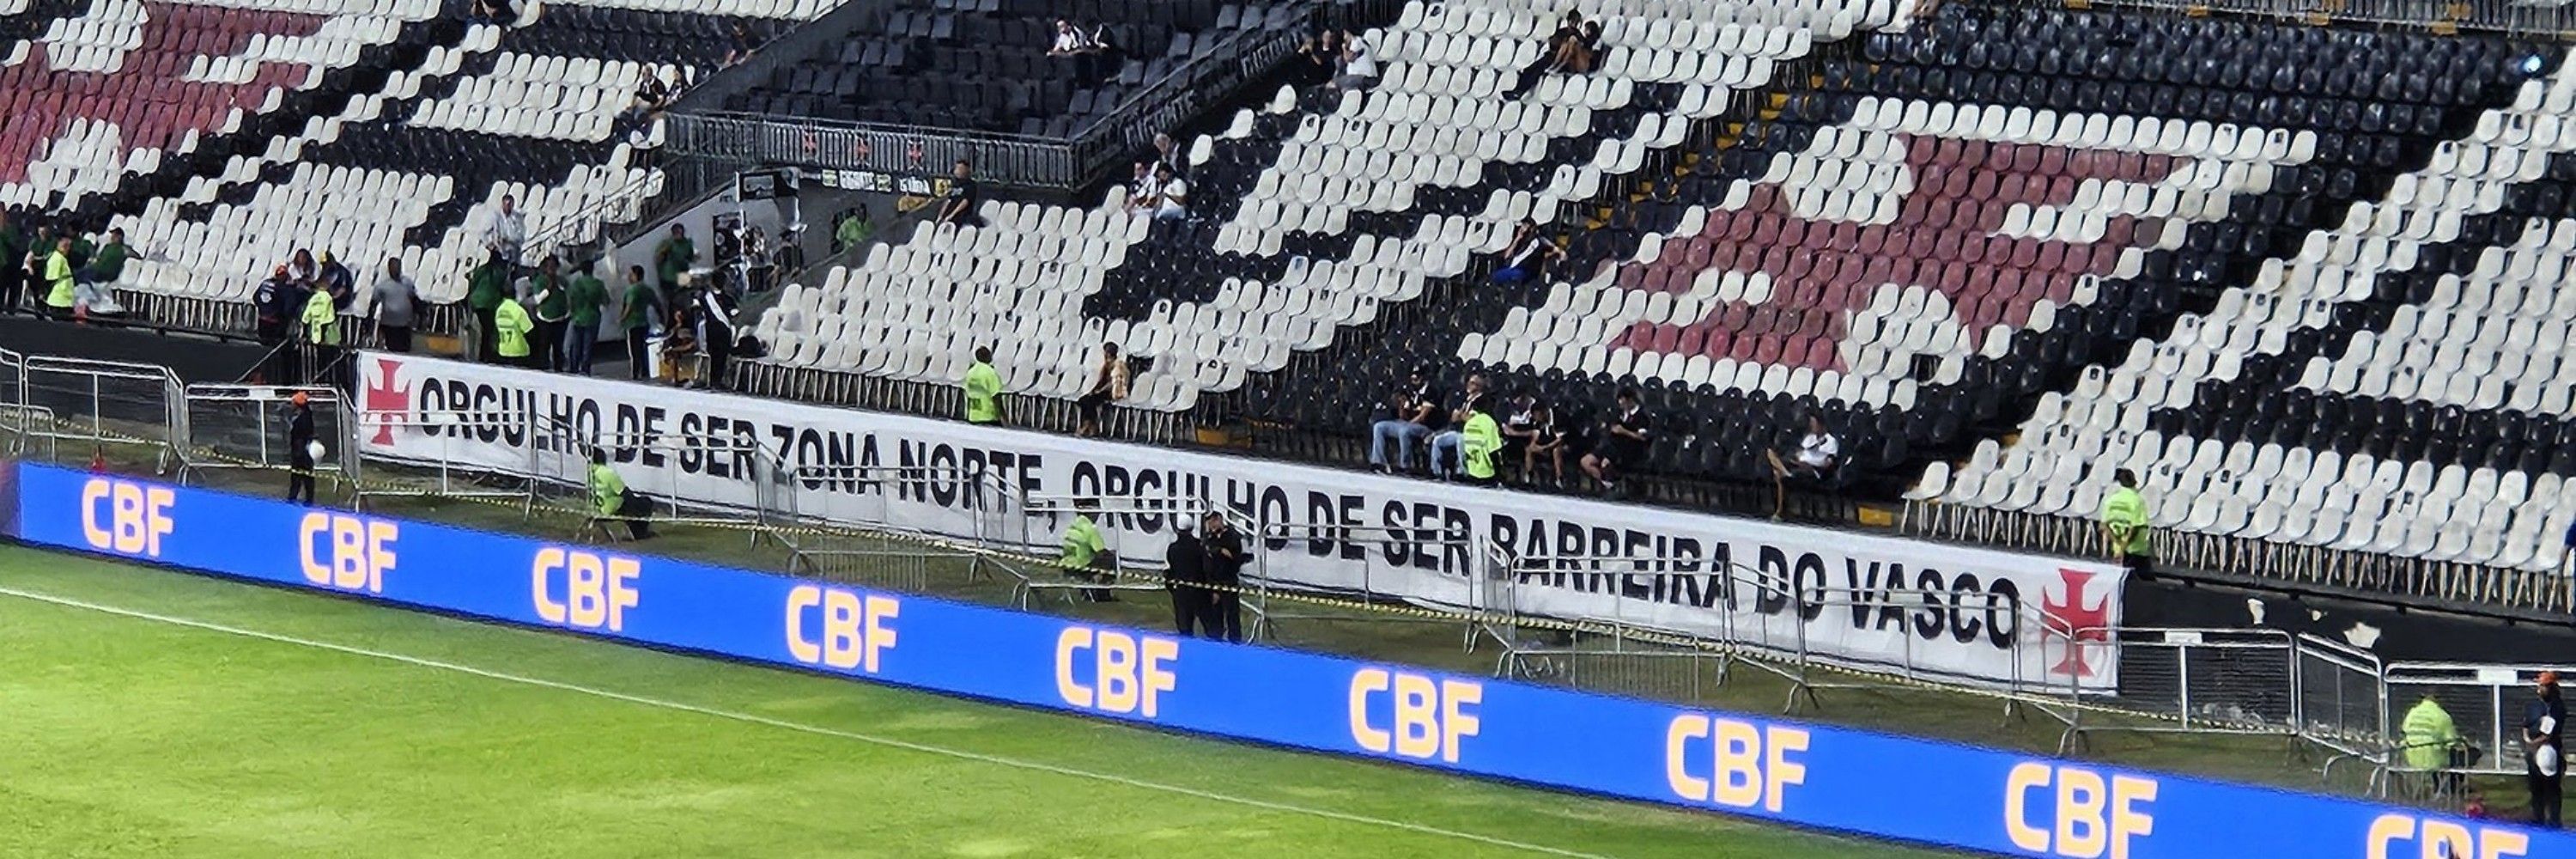 ORGULHO DE SER ZONA NORTE, ORGULHO DE SER BARREIRA DO VASCO
CBF CBF CBF CBF CBF CBF CBF CBF CBF